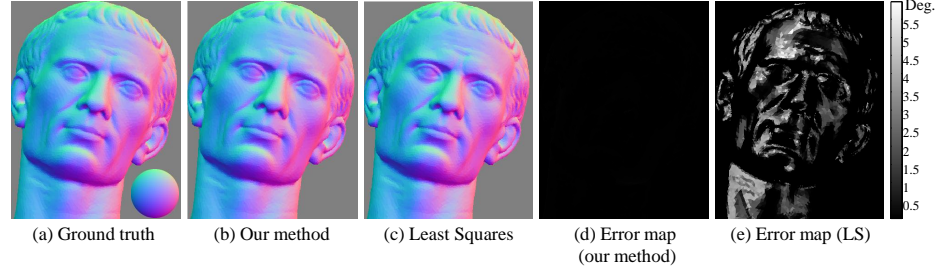 Deg.
5.5
5
4.5
4
3.5
3
2.5
2
1.5
1
0.5
(a) Ground truth
(b) Our method
(c) Least Squares
(d) Error map
(our method)
(e) Error map (LS)